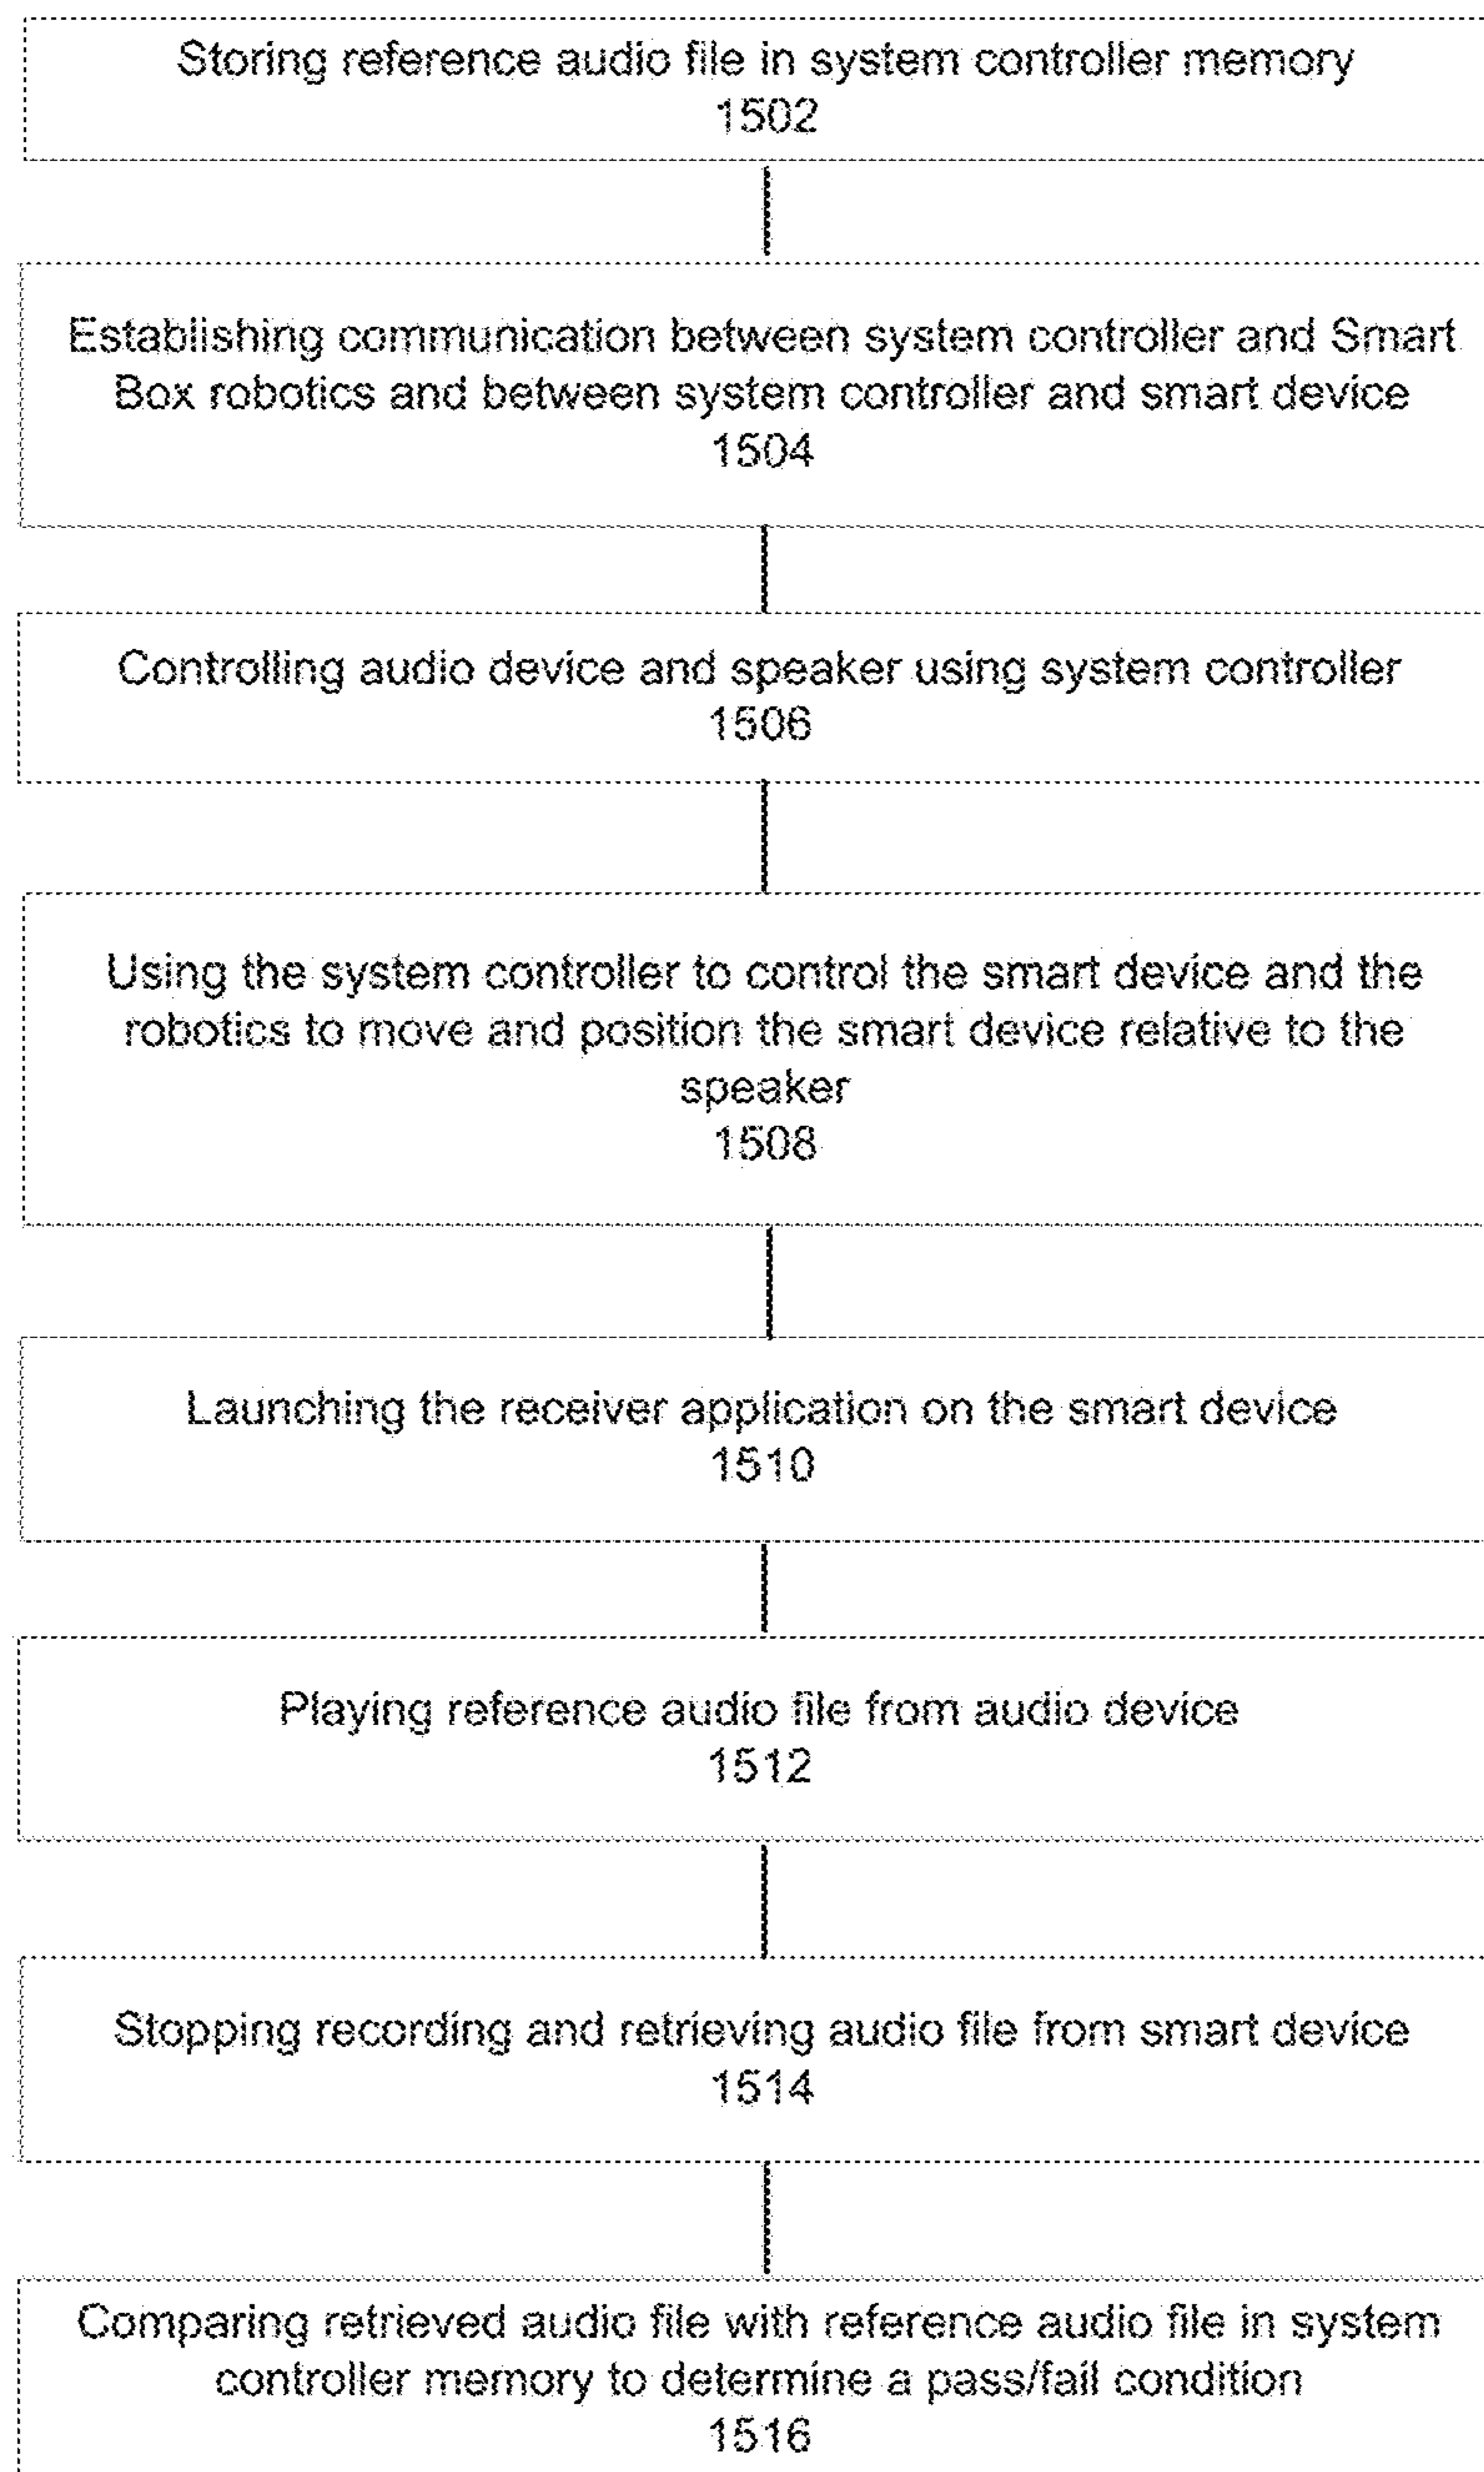 Storing reference audio file in system controller memory
1502
Establishing communication between system controller and Smart
Box robotics and between system controller and smart device
1504
Controlling audio device and speaker using system controller
1506
Using the system controller to control the smart device and the
robotics to move and position the smart device relative to the
speaker
1508
Launching the receiver application on the smart device
1510
Playing reference audio file from audio device
1512
Stopping recording and retrieving audio file from smart device
1514
Comparing retrieved audio file with reference audio file in system
controller memory to determine a pass/fail condition
1516